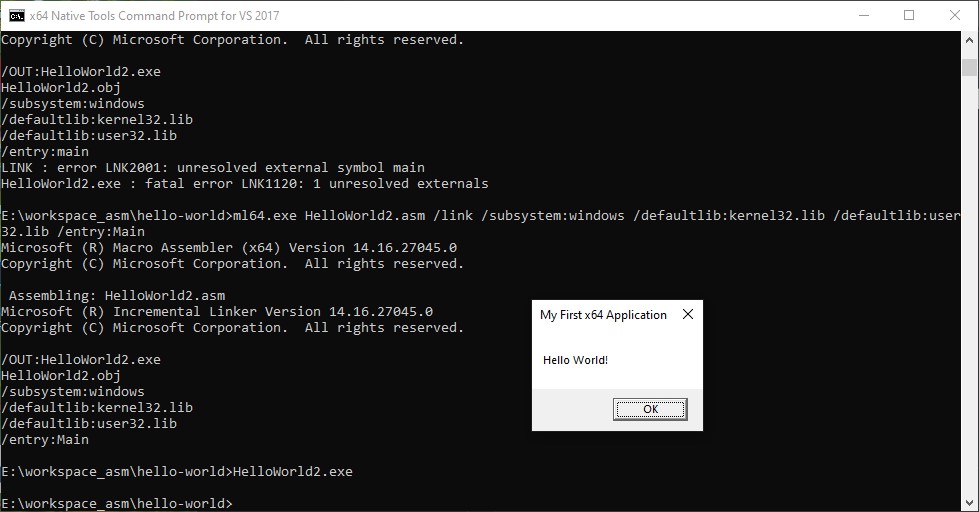 x64 Native Tools Command Prompt for VS 2017
Copyright (C) Microsoft Corporation.  All rights reserved.
/OUT:HelloWorld2.exe
HelloWorld2.obj
/subsystem:windows
/defaultlib:kernel32.lib
/defaultlib:user32.lib
/entry:main
LINK : error LNK2001: unresolved external symbol main
HelloWorld2.exe : fatal error LNK1120: 1 unresolved externals
E:\workspace_asm\hello-world>ml64.exe HelloWorld2.asm /link /subsystem:windows /defaultlib:kernel32.lib /defaultlib:user
32.lib /entry:Main
Microsoft (R) Macro Assembler (x64) Version 14.16.27045.0
Copyright (C) Microsoft Corporation.  All rights reserved.
 Assembling: HelloWorld2.asm
Microsoft (R) Incremental Linker Version 14.16.27045.0
Copyright (C) Microsoft Corporation.  All rights reserved.
/OUT:HelloWorld2.exe
HelloWorld2.obj
/subsystem:windows
/defaultlib:kernel32.lib
/defaultlib:user32.lib
/entry:Main
E:\workspace_asm\hello-world>HelloWorld2.exe
E:\workspace_asm\hello-world>
My First x64 Application
Hello World!
OK